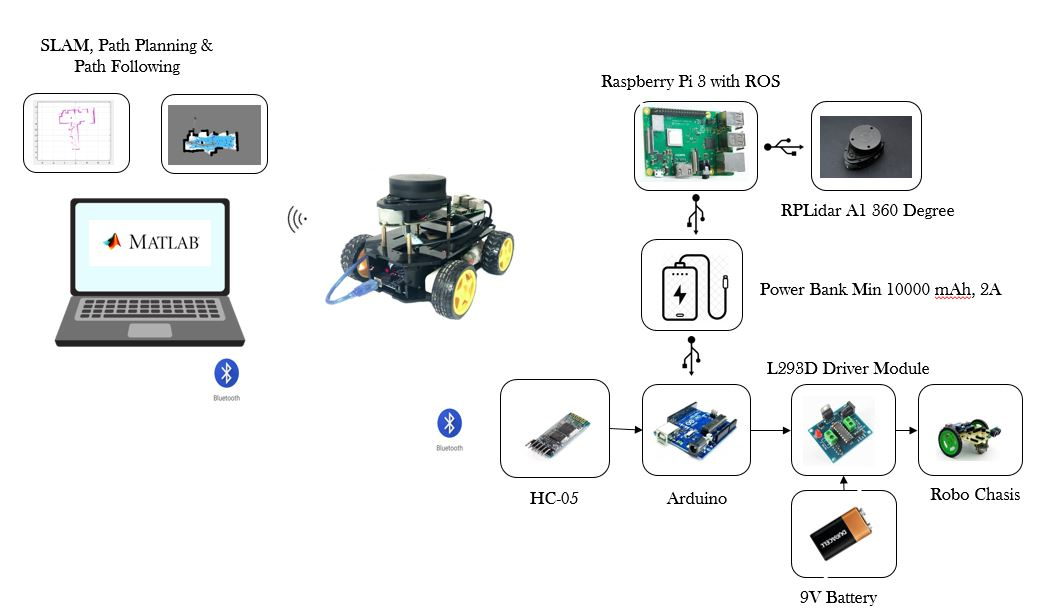 SLAM, Path Planning &
Path Following
MATLAB
Bluetooth
Raspberry Pi 3 with ROS
RPLidar A1 360 Degree
Power Bank Min 10000 mAh, 2A
L293D Driver Module
Bluetooth
HC-05
Arduino
Robo Chasis
DURACELL
9V Battery